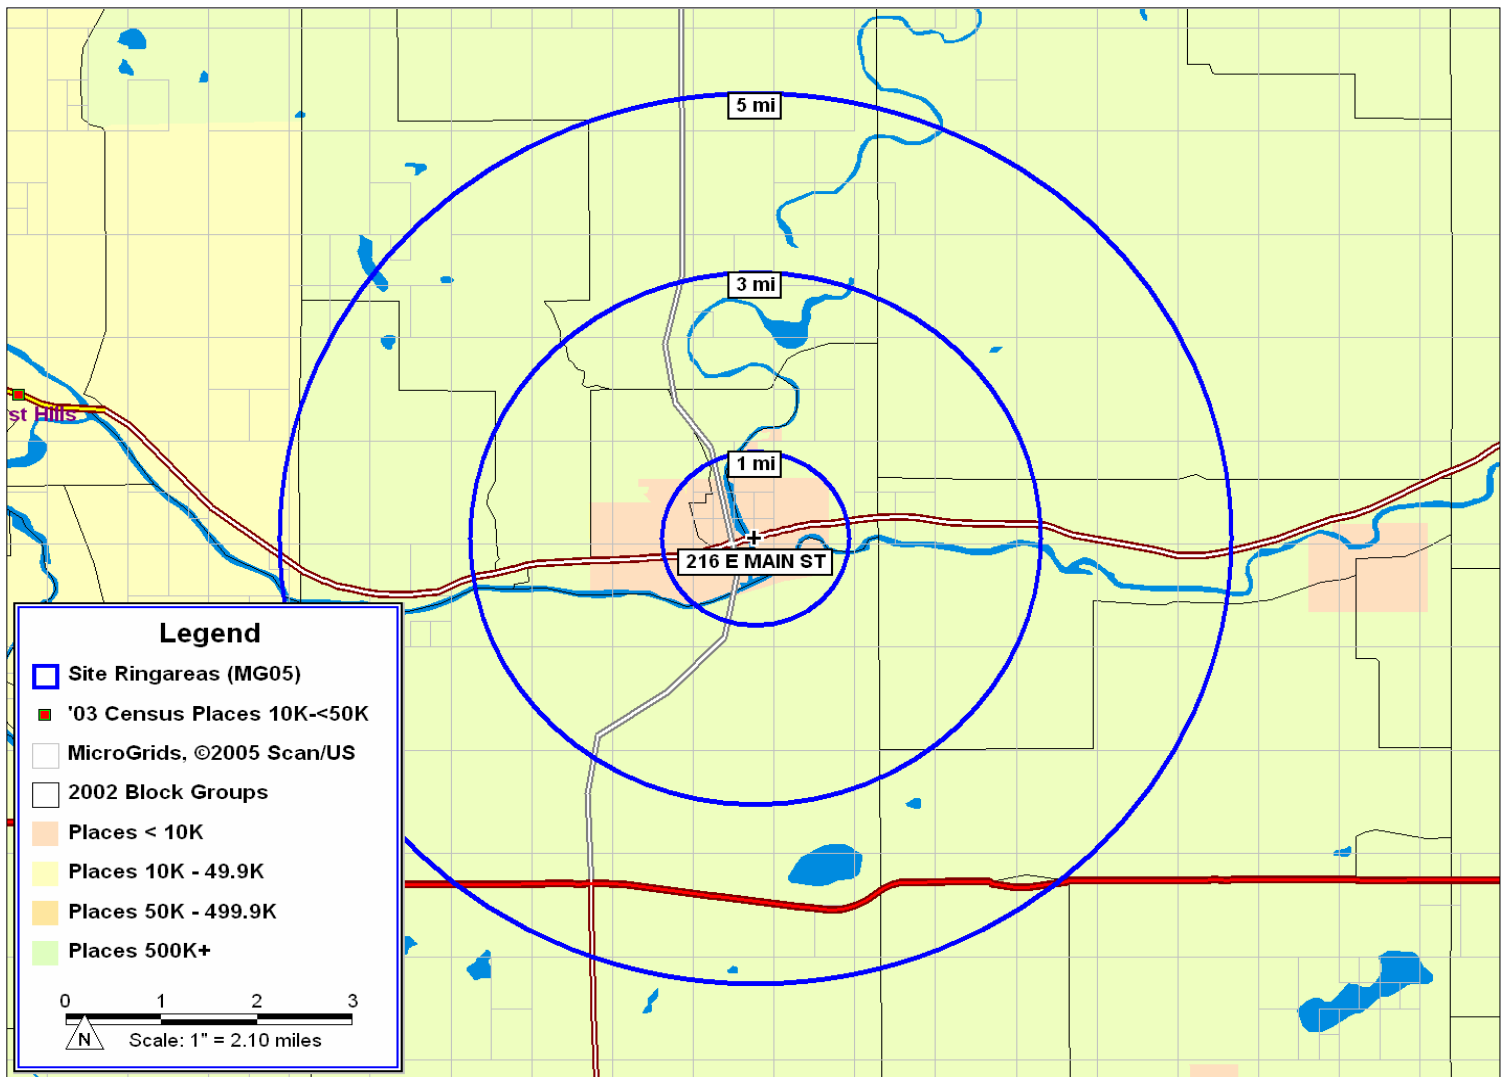 5 mi
3 mi
st Hills
1 mi
216 E MAIN ST
Legend
Site Ringareas (MG05)
'03 Census Places 10K-<50K
MicroGrids, ©2005 Scan/US
2002 Block Groups
Places < 10K
Places 10K - 49.9K
Places 50K - 499.9K
Places 500K+
0 1 2 3
N Scale: 1" = 2.10 miles